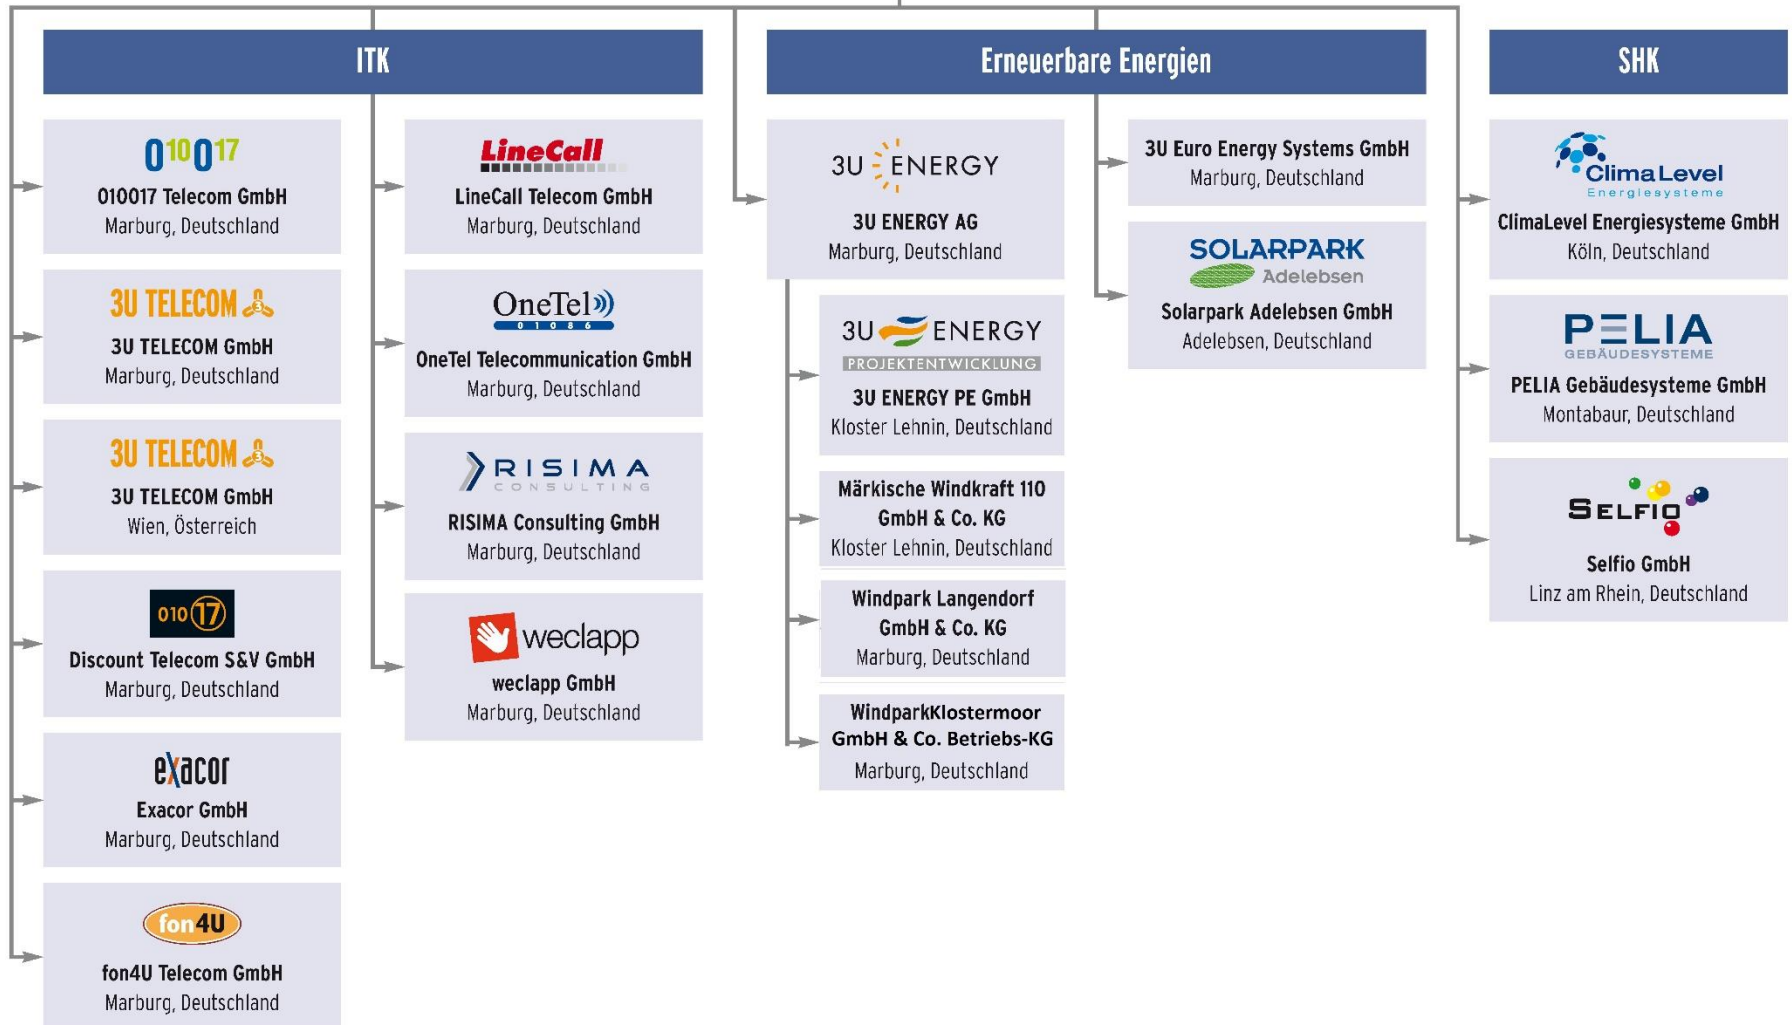 ITK
010017
010017 Telecom GmbH
Marburg, Deutschland
3U TELECOM 3
3U TELECOM GmbH
Marburg, Deutschland
3U TELECOM 3
3U TELECOM GmbH
Wien, Österreich
010 17
Discount Telecom S&V GmbH
Marburg, Deutschland
exacor
Exacor GmbH
Marburg, Deutschland
fon4U
fon4U Telecom GmbH
Marburg, Deutschland
LineCall
LineCall Telecom GmbH
Marburg, Deutschland
OneTel
01086
OneTel Telecommunication GmbH
Marburg, Deutschland
RISIMA
CONSULTING
RISIMA Consulting GmbH
Marburg, Deutschland
weclapp
weclapp GmbH
Marburg, Deutschland
Erneuerbare Energien
3U ENERGY
3U ENERGY AG
Marburg, Deutschland
3U ENERGY
PROJEKTENTWICKLUNG
3U ENERGY PE GmbH
Kloster Lehnin, Deutschland
Märkische Windkraft 110
GmbH & Co. KG
Kloster Lehnin, Deutschland
Windpark Langendorf
GmbH & Co. KG
Marburg, Deutschland
WindparkKlostermoor
GmbH & Co. Betriebs-KG
Marburg, Deutschland
3U Euro Energy Systems GmbH
Marburg, Deutschland
SOLARPARK
Adelebsen
Solarpark Adelebsen GmbH
Adelebsen, Deutschland
SHK
ClimaLevel
Energiesysteme
ClimaLevel Energiesysteme GmbH
Köln, Deutschland
PELIA
GEBÄUDESYSTEME
PELIA Gebäudesysteme GmbH
Montabaur, Deutschland
SELFIO
Selfio GmbH
Linz am Rhein, Deutschland